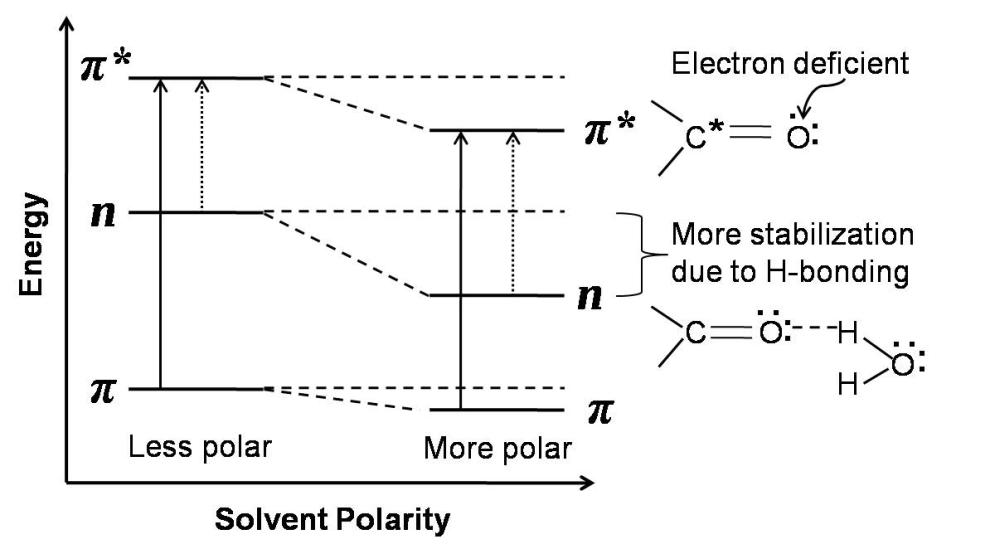 π*
Electron deficient
π*
C* = Ö:
n
More stabilization
due to H-bonding
n
C = Ö: --- H
Ö:
H
π
π
Less polar
More polar
Energy
Solvent Polarity